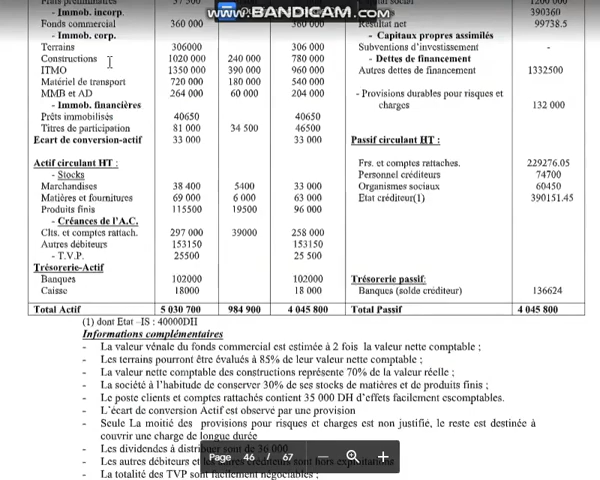 WWW.BANDICAM.COM
Frais préliminaires 37 500 Capital social 1200 000
- Immob. incorp. 390360
Fonds commercial 360 000 360 000 Résultat net 99738.5
- Immob. corp. - Capitaux propres assimilés
Terrains 306000 306 000 Subventions d'investissement -
Constructions 1020 000 240 000 780 000 - Dettes de financement
ITMO 1350 000 390 000 960 000 Autres dettes de financement 1332500
Matériel de transport 720 000 180 000 540 000
MMB et AD 264 000 60 000 204 000 - Provisions durables pour risques et
- Immob. financières charges 132 000
Prêts immobilisés 40650 40650
Titres de participation 81 000 34 500 46500
Ecart de conversion-actif 33 000 33 000 Passif circulant HT :
Actif circulant HT : Frs. et comptes rattaches. 229276.05
- Stocks Personnel créditeurs 74700
Marchandises 38 400 5400 33 000 Organismes sociaux 60450
Matières et fournitures 69 000 6 000 63 000 Etat créditeur(1) 390151.45
Produits finis 115500 19500 96 000
- Créances de l'A.C.
Clts. et comptes rattach. 297 000 39000 258 000
Autres débiteurs 153150 153150
- T.V.P. 25500 25 500
Trésorerie-Actif
Banques 102000 102000 Trésorerie passif:
Caisse 18000 18 000 Banques (solde créditeur) 136624
Total Actif 5 030 700 984 900 4 045 800 Total Passif 4 045 800
(1) dont Etat –IS : 40000DH
Informations complémentaires
- La valeur vénale du fonds commercial est estimée à 2 fois la valeur nette comptable ;
- Les terrains pourront être évalués à 85% de leur valeur nette comptable ;
- La valeur nette comptable des constructions représente 70% de la valeur réelle ;
- La société à l'habitude de conserver 30% de ses stocks de matières et de produits finis ;
- Le poste clients et comptes rattachés contient 35 000 DH d'effets facilement escomptables.
- L'écart de conversion Actif est observé par une provision
- Seule La moitié des provisions pour risques et charges est non justifié, le reste est destinée à
couvrir une charge de longue durée
- Les dividendes à distribuer sont de 36.000
- Les autres débiteurs et les autres créditeurs sont hors exploitations
- La totalité des TVP sont facilement négociables ;
Page 46 / 67